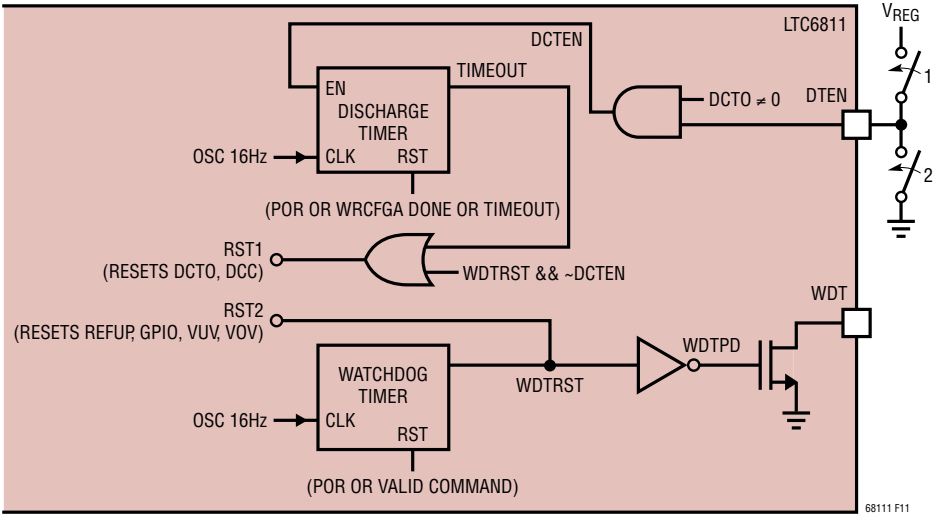 LTC6811
VREG
DCTEN
TIMEOUT
EN
DISCHARGE
TIMER
CLK RST
OSC 16Hz
DCTO ≠ 0
DTEN
1
2
(POR OR WRCFGA DONE OR TIMEOUT)
RST1
(RESETS DCTO, DCC)
WDTRST && ~DCTEN
RST2
(RESETS REFUP, GPIO, VUV, VOV)
WDT
WATCHDOG
TIMER
WDTRST
WDTPD
OSC 16Hz
CLK
RST
(POR OR VALID COMMAND)
68111 F11